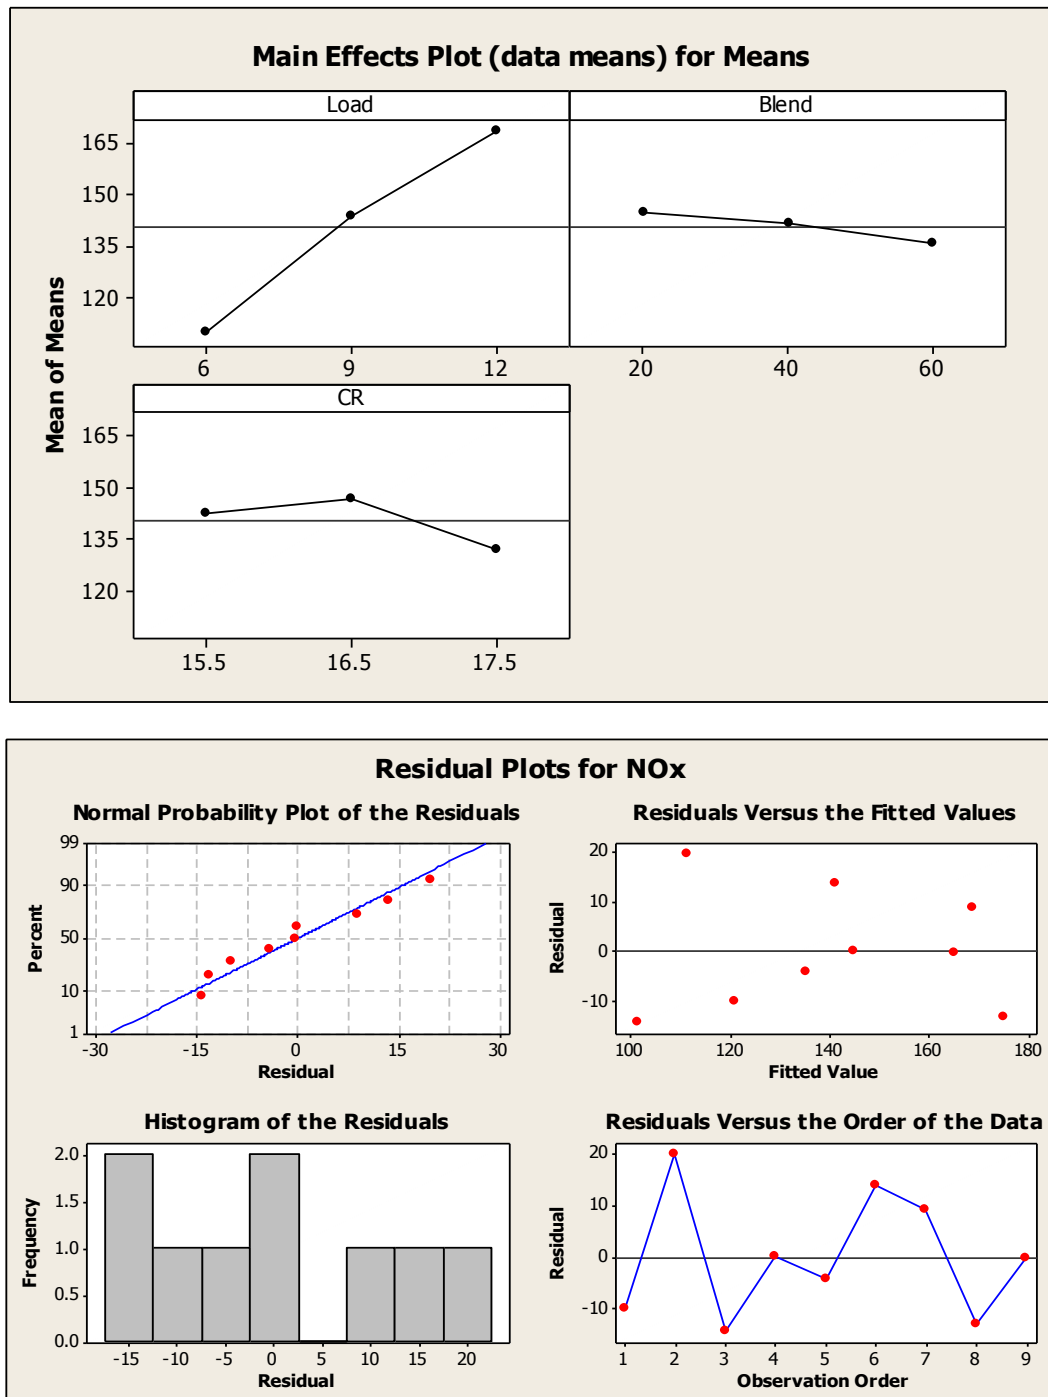 Main Effects Plot (data means) for Means
Load Blend
165
150
135
120
6 9 12 20 40 60
Mean of Means
CR
165
150
135
120
15.5 16.5 17.5
Residual Plots for NOx
Normal Probability Plot of the Residuals
99
90
50
10
1
Percent
-30 -15 0 15 30
Residual
Residuals Versus the Fitted Values
20
10
0
-10
Residual
100 120 140 160 180
Fitted Value
Histogram of the Residuals
2.0
1.5
1.0
0.5
0.0
Frequency
-15 -10 -5 0 5 10 15 20
Residual
Residuals Versus the Order of the Data
20
10
0
-10
Residual
1 2 3 4 5 6 7 8 9
Observation Order